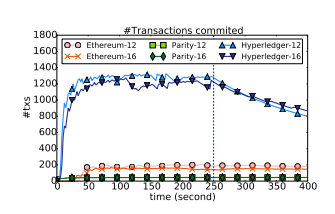 #Transactions commited
1800
1600
1400
1200
1000
800
600
400
200
0
#txs
Ethereum-12 Parity-12 Hyperledger-12
Ethereum-16 Parity-16 Hyperledger-16
0 50 100 150 200 250 300 350 400
time (second)